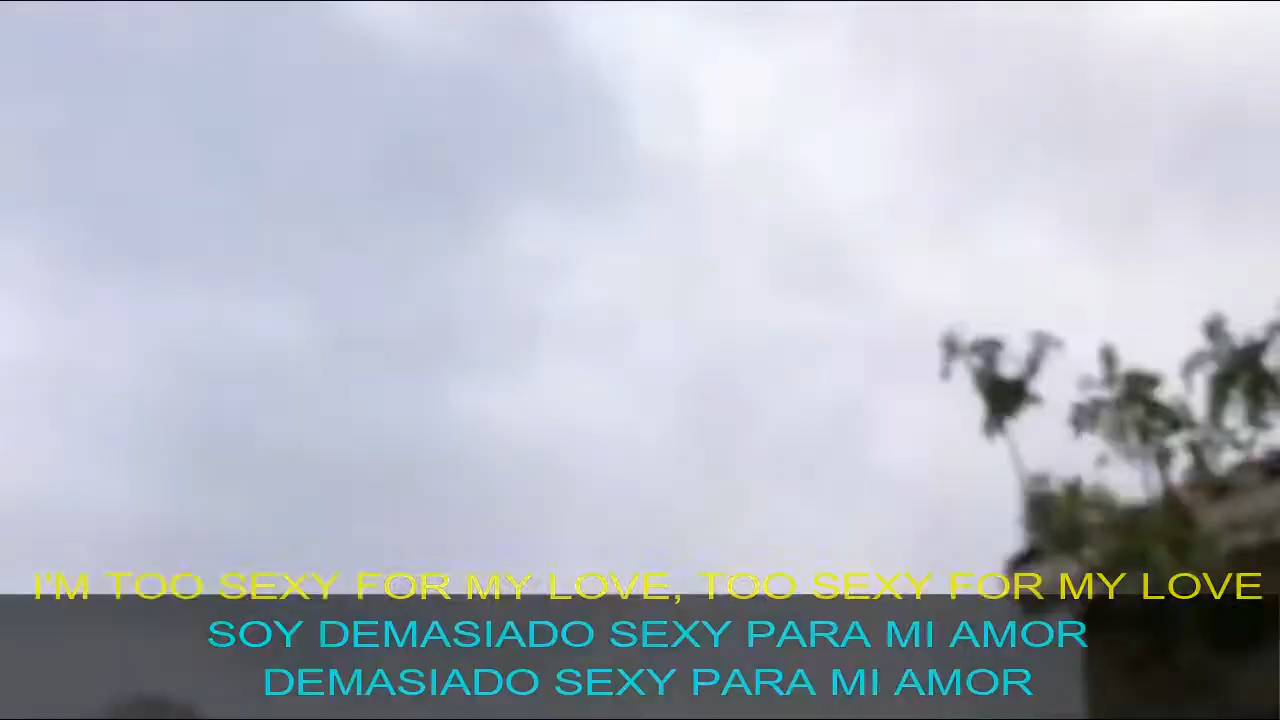 I'M TOO SEXY FOR MY LOVE, TOO SEXY FOR MY LOVE
SOY DEMASIADO SEXY PARA MI AMOR
DEMASIADO SEXY PARA MI AMOR